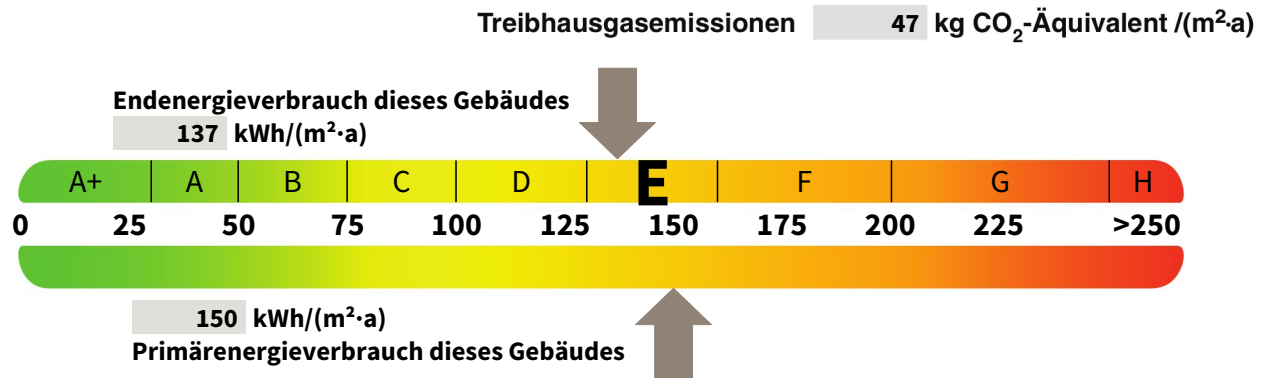 Treibhausgasemissionen 47 kg CO₂-Äquivalent /(m²·a)
Endenergieverbrauch dieses Gebäudes
137 kWh/(m²·a)
A+ A B C D E F G H
0 25 50 75 100 125 150 175 200 225 >250
150 kWh/(m²·a)
Primärenergieverbrauch dieses Gebäudes